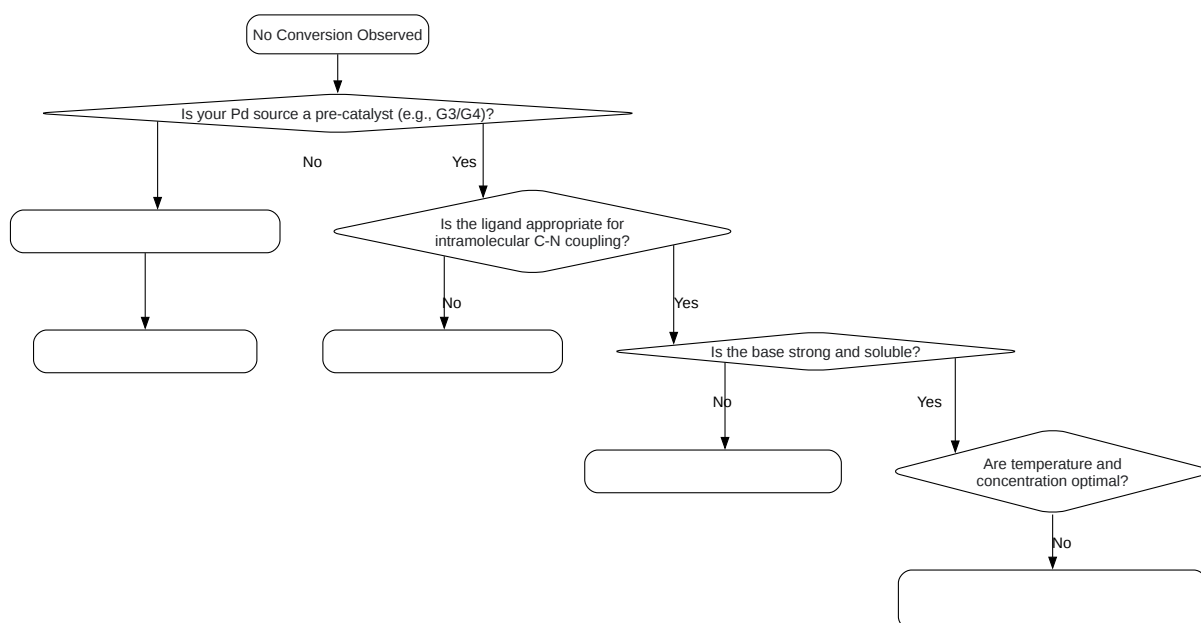 No Conversion Observed
Is your Pd source a pre-catalyst (e.g., G3/G4)?
No
Yes
Is the ligand appropriate for
intramolecular C-N coupling?
No
Yes
Is the base strong and soluble?
No
Yes
Are temperature and
concentration optimal?
No